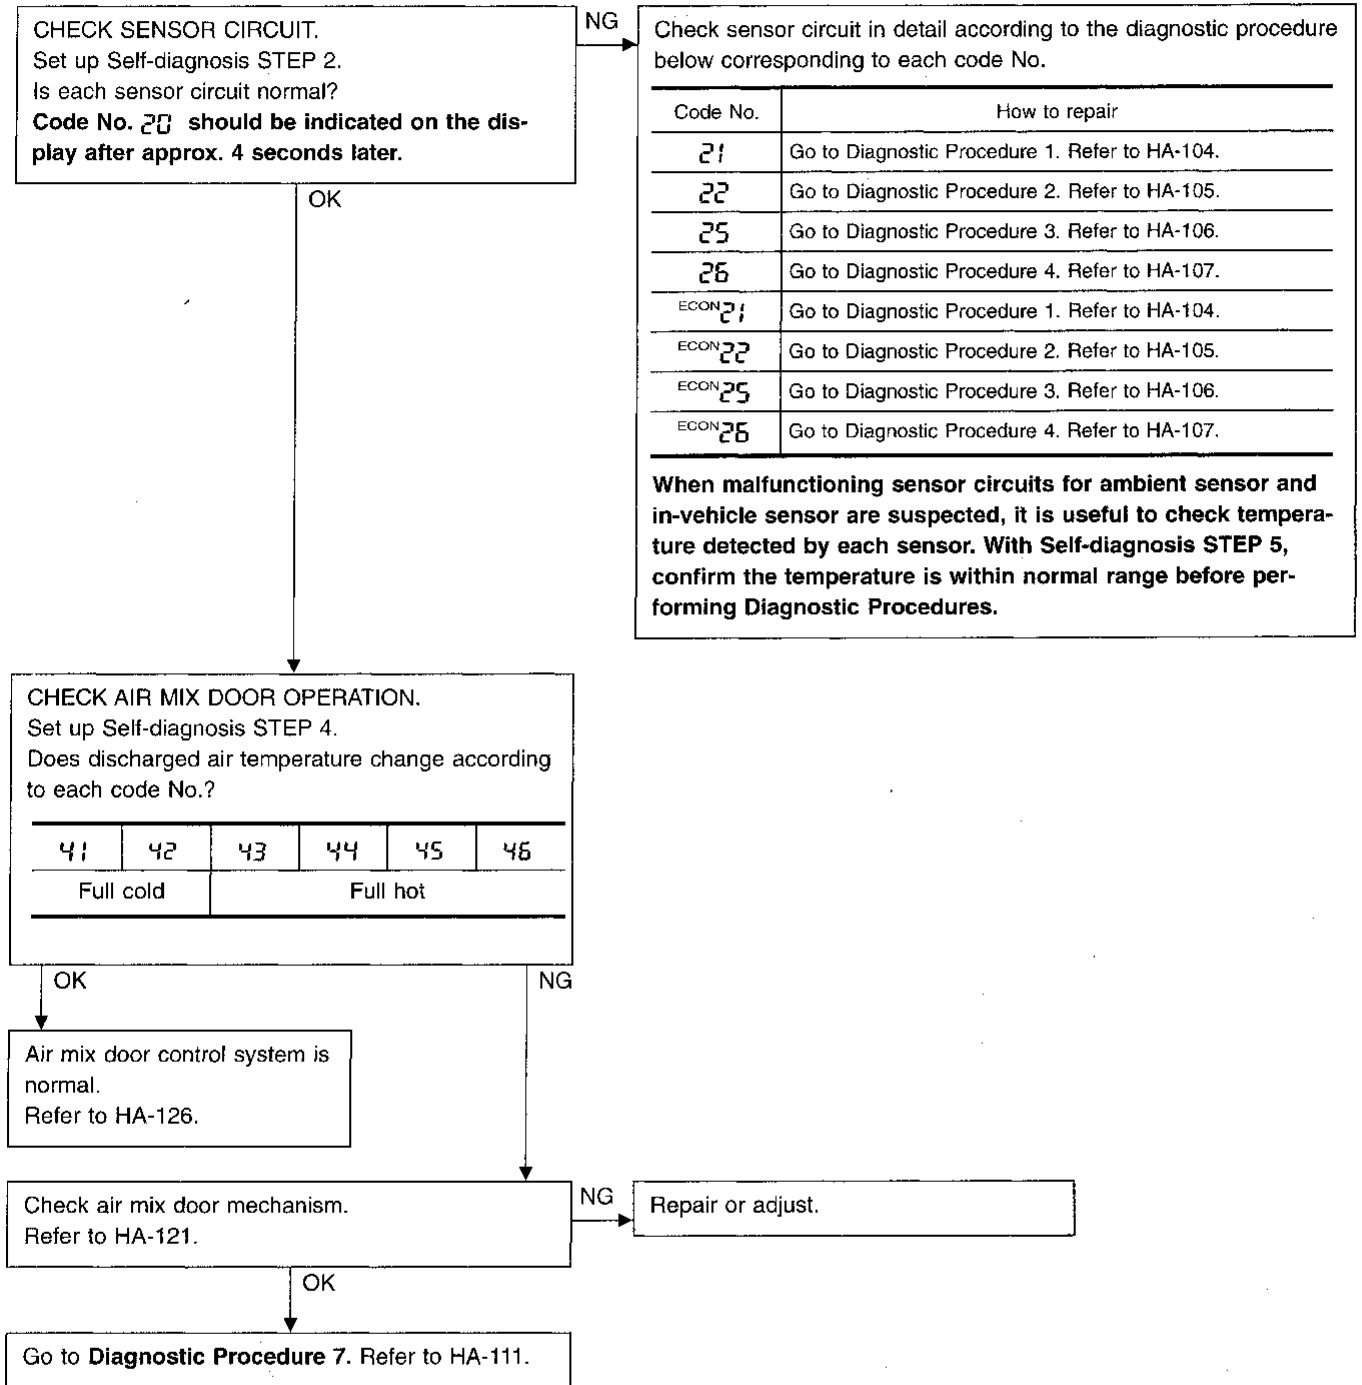 CHECK SENSOR CIRCUIT.
Set up Self-diagnosis STEP 2.
Is each sensor circuit normal?
Code No. 20 should be indicated on the dis-
play after approx. 4 seconds later.
NG
OK
Check sensor circuit in detail according to the diagnostic procedure
below corresponding to each code No.
Code No. How to repair
21 Go to Diagnostic Procedure 1. Refer to HA-104.
22 Go to Diagnostic Procedure 2. Refer to HA-105.
25 Go to Diagnostic Procedure 3. Refer to HA-106.
26 Go to Diagnostic Procedure 4. Refer to HA-107.
ECON21 Go to Diagnostic Procedure 1. Refer to HA-104.
ECON22 Go to Diagnostic Procedure 2. Refer to HA-105.
ECON25 Go to Diagnostic Procedure 3. Refer to HA-106.
ECON26 Go to Diagnostic Procedure 4. Refer to HA-107.
When malfunctioning sensor circuits for ambient sensor and
in-vehicle sensor are suspected, it is useful to check tempera-
ture detected by each sensor. With Self-diagnosis STEP 5,
confirm the temperature is within normal range before per-
forming Diagnostic Procedures.
CHECK AIR MIX DOOR OPERATION.
Set up Self-diagnosis STEP 4.
Does discharged air temperature change according
to each code No.?
41 42 43 44 45 46
Full cold Full hot
OK NG
Air mix door control system is
normal.
Refer to HA-126.
Check air mix door mechanism.
Refer to HA-121.
NG
Repair or adjust.
OK
Go to Diagnostic Procedure 7. Refer to HA-111.